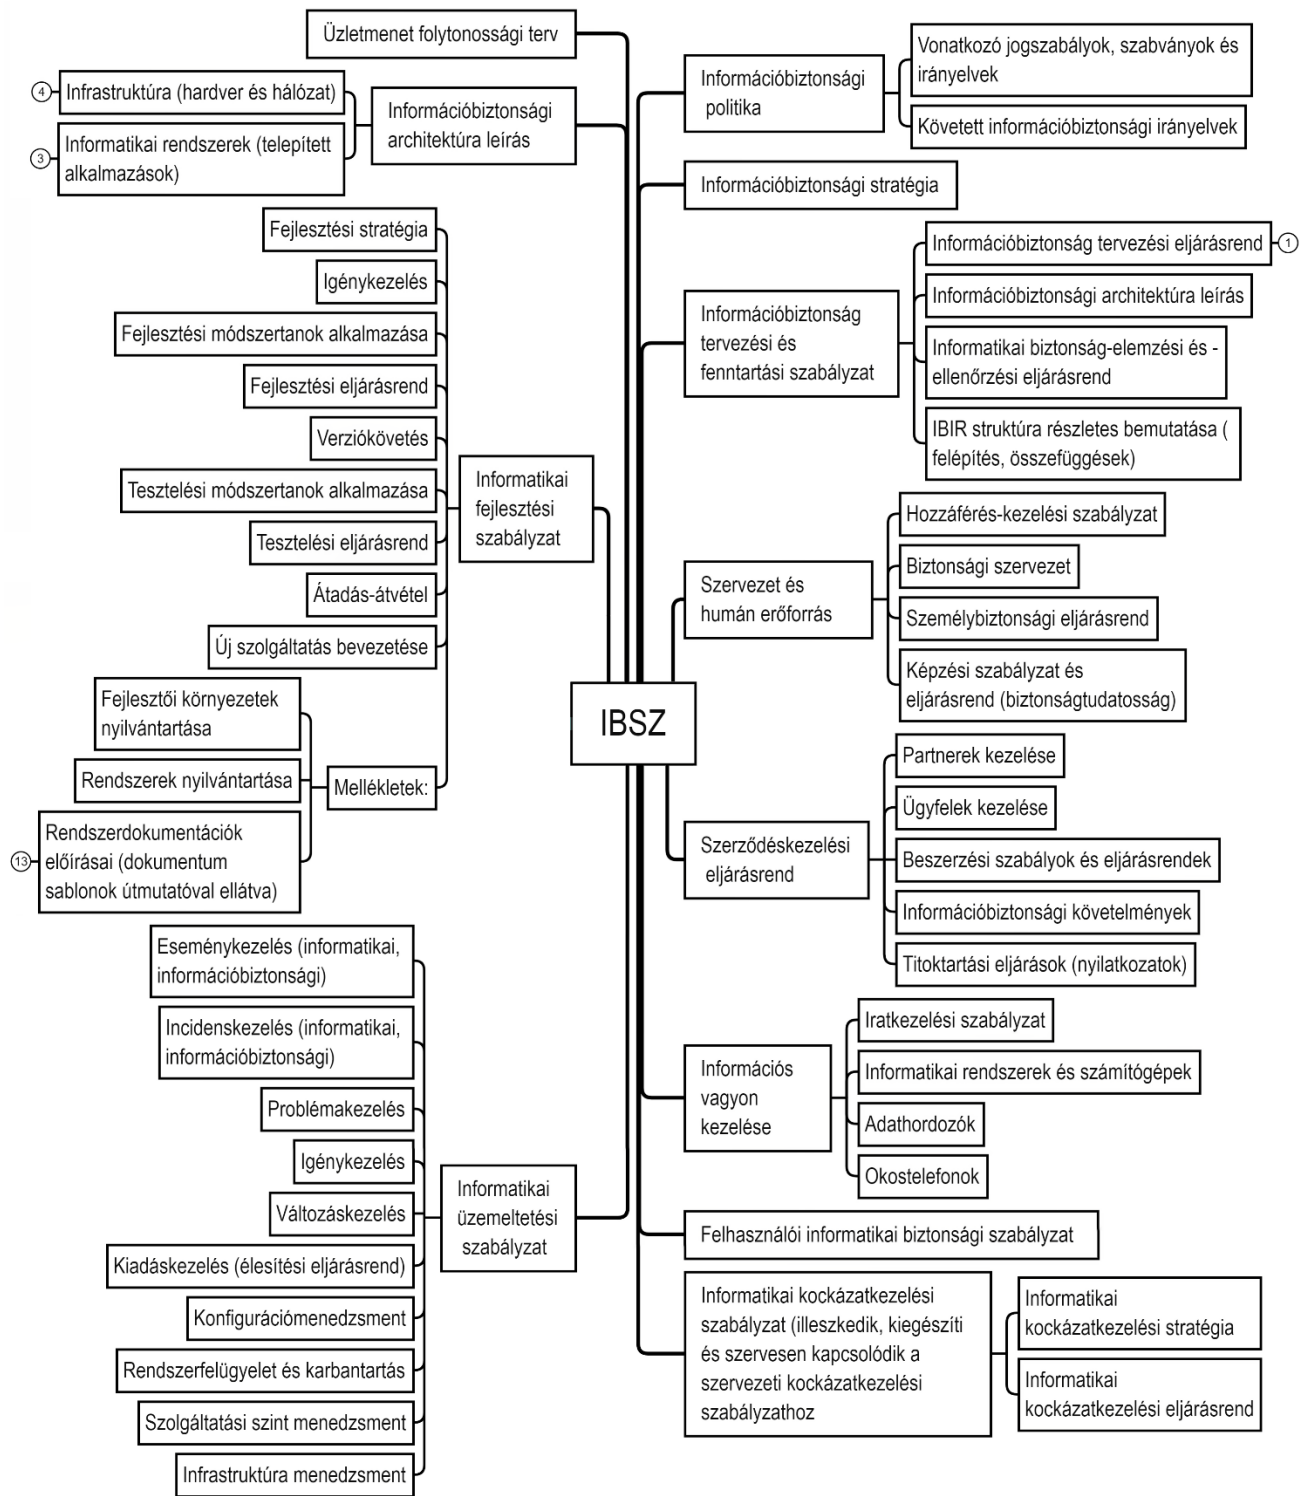 Üzletmenet folytonossági terv
4
Infrastruktúra (hardver és hálózat)
3
Informatikai rendszerek (telepített
alkalmazások)
Információbiztonsági
architektúra leírás
Fejlesztési stratégia
Igénykezelés
Fejlesztési módszertanok alkalmazása
Fejlesztési eljárásrend
Verziókövetés
Tesztelési módszertanok alkalmazása
Tesztelési eljárásrend
Átadás-átvétel
Új szolgáltatás bevezetése
Informatikai
fejlesztési
szabályzat
Fejlesztői környezetek
nyilvántartása
Rendszerek nyilvántartása
13
Rendszerdokumentációk
előírásai (dokumentum
sablonok útmutatóval ellátva)
Mellékletek:
Eseménykezelés (informatikai,
információbiztonsági)
Incidenskezelés (informatikai,
információbiztonsági)
Problémakezelés
Igénykezelés
Változáskezelés
Kiadáskezelés (élesítési eljárásrend)
Konfigurációmenedzsment
Rendszerfelügyelet és karbantartás
Szolgáltatási szint menedzsment
Infrastruktúra menedzsment
Informatikai
üzemeltetési
szabályzat
IBSZ
Információbiztonsági
politika
Vonatkozó jogszabályok, szabványok és
irányelvek
Követett információbiztonsági irányelvek
Információbiztonsági stratégia
Információbiztonság
tervezési és
fenntartási szabályzat
Információbiztonság tervezési eljárásrend
1
Információbiztonsági architektúra leírás
Informatikai biztonság-elemzési és -
ellenőrzési eljárásrend
IBIR struktúra részletes bemutatása (
felépítés, összefüggések)
Szervezet és
humán erőforrás
Hozzáférés-kezelési szabályzat
Biztonsági szervezet
Személybiztonsági eljárásrend
Képzési szabályzat és
eljárásrend (biztonságtudatosság)
Szerződéskezelési
eljárásrend
Partnerek kezelése
Ügyfelek kezelése
Beszerzési szabályok és eljárásrendek
Információbiztonsági követelmények
Titoktartási eljárások (nyilatkozatok)
Információs
vagyon
kezelése
Iratkezelési szabályzat
Informatikai rendszerek és számítógépek
Adathordozók
Okostelefonok
Felhasználói informatikai biztonsági szabályzat
Informatikai kockázatkezelési
szabályzat (illeszkedik, kiegészíti
és szervesen kapcsolódik a
szervezeti kockázatkezelési
szabályzathoz
Informatikai
kockázatkezelési stratégia
Informatikai
kockázatkezelési eljárásrend